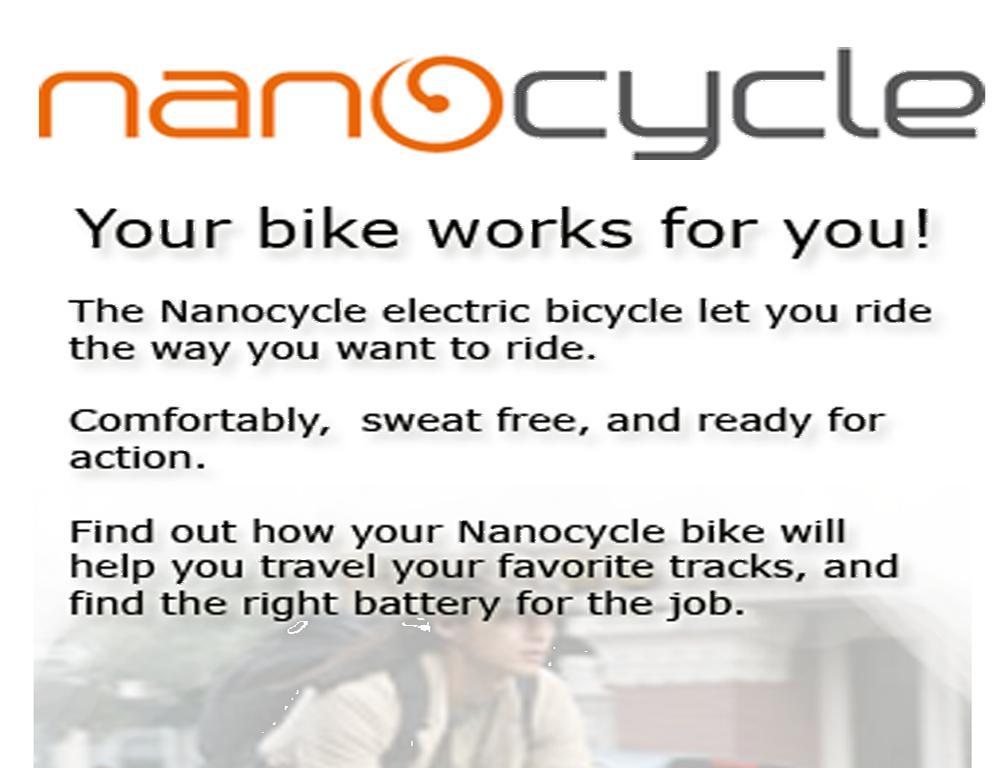 nanocycle
Your bike works for you!
The Nanocycle electric bicycle let you ride
the way you want to ride.
Comfortably,  sweat free, and ready for
action.
Find out how your Nanocycle bike will
help you travel your favorite tracks, and
find the right battery for the job.